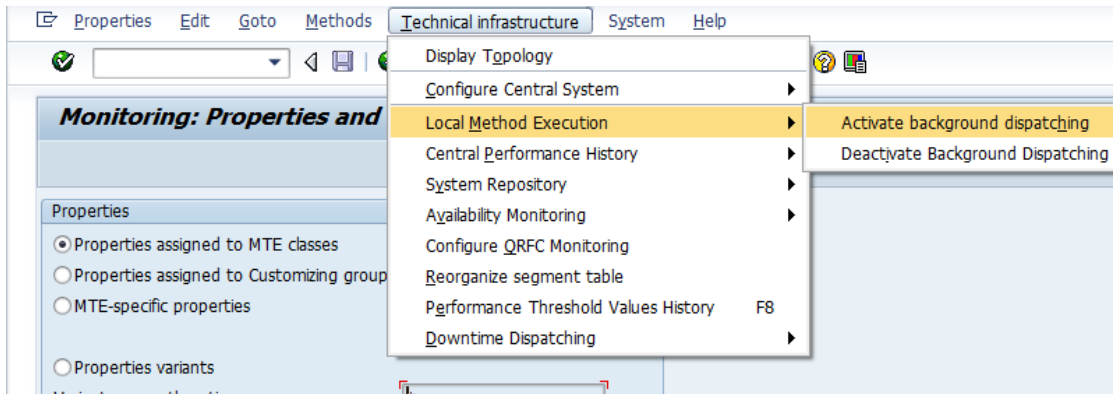 Properties Edit Goto Methods Technical infrastructure System Help
Display Topology
Configure Central System
Monitoring: Properties and
Local Method Execution
Activate background dispatching
Central Performance History
Deactivate Background Dispatching
System Repository
Properties
Availability Monitoring
Properties assigned to MTE classes
Configure QRFC Monitoring
Properties assigned to Customizing group
Reorganize segment table
MTE-specific properties
Performance Threshold Values History F8
Downtime Dispatching
Properties variants